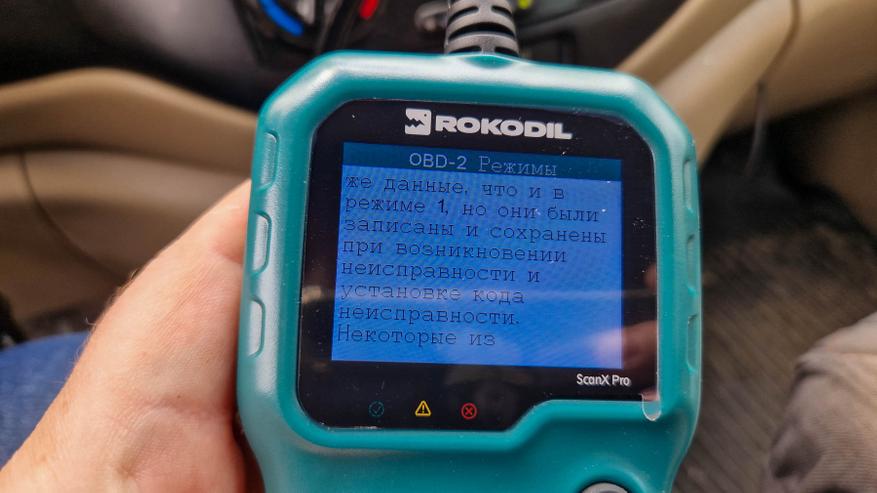 ROKODIL
OBD-2 Режимы
же данные, что и в
режиме 1, но они были
записаны и сохранены
при возникновении
неисправности и
установке кода
неисправности.
Некоторые из
ScanX Pro